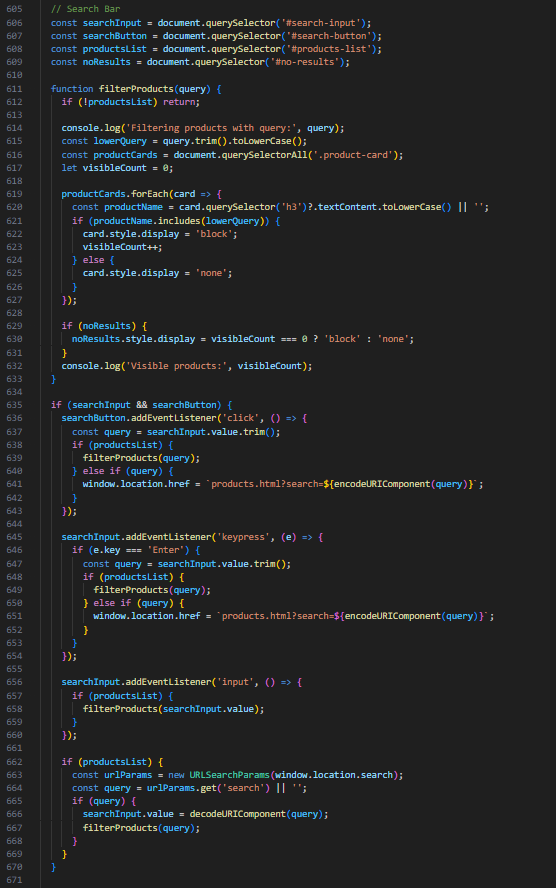 605 // Search Bar
606 const searchInput = document.querySelector('#search-input');
607 const searchButton = document.querySelector('#search-button');
608 const productsList = document.querySelector('#products-list');
609 const noResults = document.querySelector('#no-results');
610
611 function filterProducts(query) {
612   if (!productsList) return;
613
614   console.log('Filtering products with query:', query);
615   const lowerQuery = query.trim().toLowerCase();
616   const productCards = document.querySelectorAll('.product-card');
617   let visibleCount = 0;
618
619   productCards.forEach(card => {
620     const productName = card.querySelector('h3')?.textContent.toLowerCase() || '';
621     if (productName.includes(lowerQuery)) {
622       card.style.display = 'block';
623       visibleCount++;
624     } else {
625       card.style.display = 'none';
626     }
627   });
628
629   if (noResults) {
630     noResults.style.display = visibleCount === 0 ? 'block' : 'none';
631   }
632   console.log('Visible products:', visibleCount);
633 }
634
635 if (searchInput && searchButton) {
636   searchButton.addEventListener('click', () => {
637     const query = searchInput.value.trim();
638     if (productsList) {
639       filterProducts(query);
640     } else if (query) {
641       window.location.href = `products.html?search=${encodeURIComponent(query)}`;
642     }
643   });
644
645   searchInput.addEventListener('keypress', (e) => {
646     if (e.key === 'Enter') {
647       const query = searchInput.value.trim();
648       if (productsList) {
649         filterProducts(query);
650       } else if (query) {
651         window.location.href = `products.html?search=${encodeURIComponent(query)}`;
652       }
653     }
654   });
655
656   searchInput.addEventListener('input', () => {
657     if (productsList) {
658       filterProducts(searchInput.value);
659     }
660   });
661
662   if (productsList) {
663     const urlParams = new URLSearchParams(window.location.search);
664     const query = urlParams.get('search') || '';
665     if (query) {
666       searchInput.value = decodeURIComponent(query);
667       filterProducts(query);
668     }
669   }
670 }
671